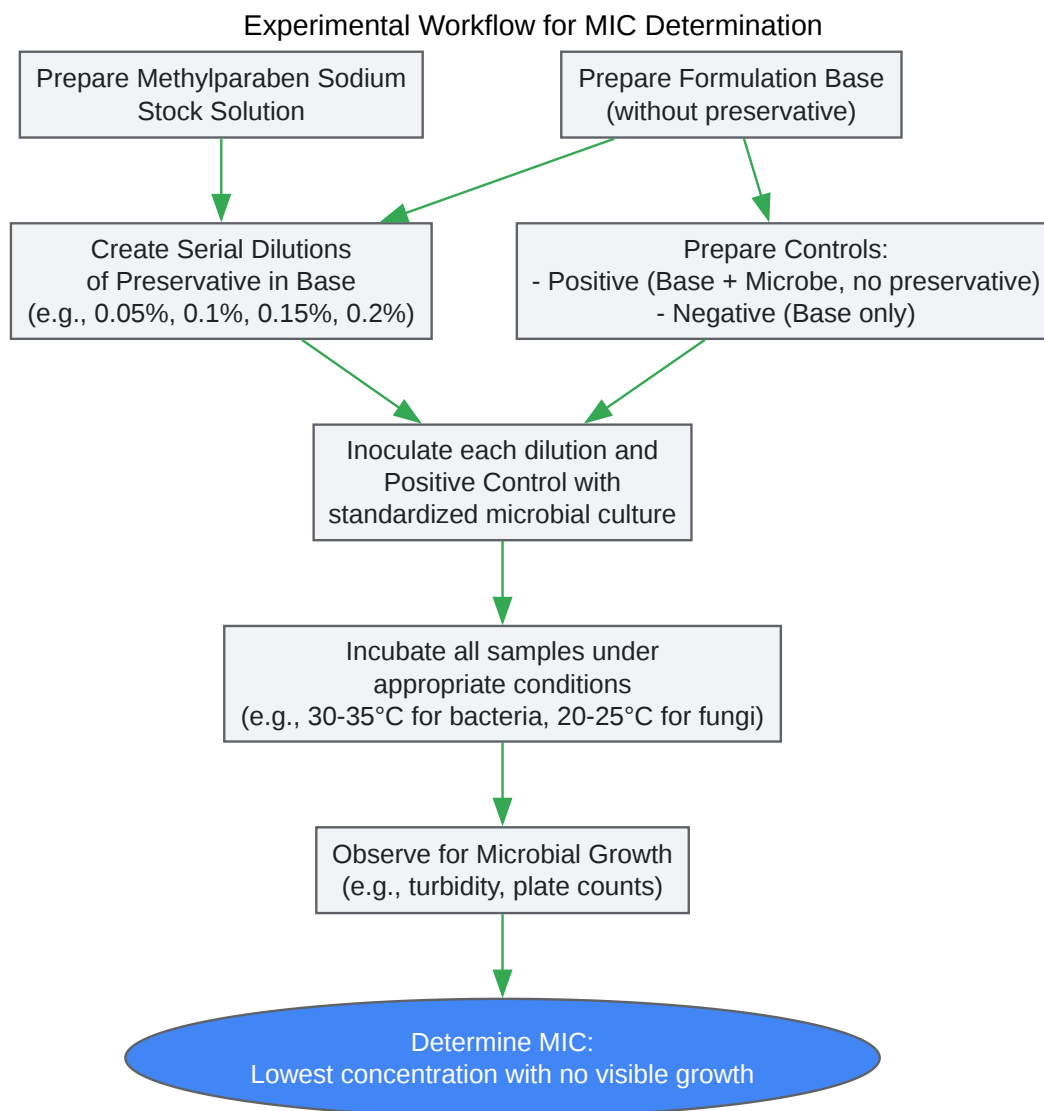 Experimental Workflow for MIC Determination
Prepare Methylparaben Sodium
Stock Solution
Prepare Formulation Base
(without preservative)
Create Serial Dilutions
of Preservative in Base
(e.g., 0.05%, 0.1%, 0.15%, 0.2%)
Prepare Controls:
- Positive (Base + Microbe, no preservative)
- Negative (Base only)
Inoculate each dilution and
Positive Control with
standardized microbial culture
Incubate all samples under
appropriate conditions
(e.g., 30-35°C for bacteria, 20-25°C for fungi)
Observe for Microbial Growth
(e.g., turbidity, plate counts)
Determine MIC:
Lowest concentration with no visible growth